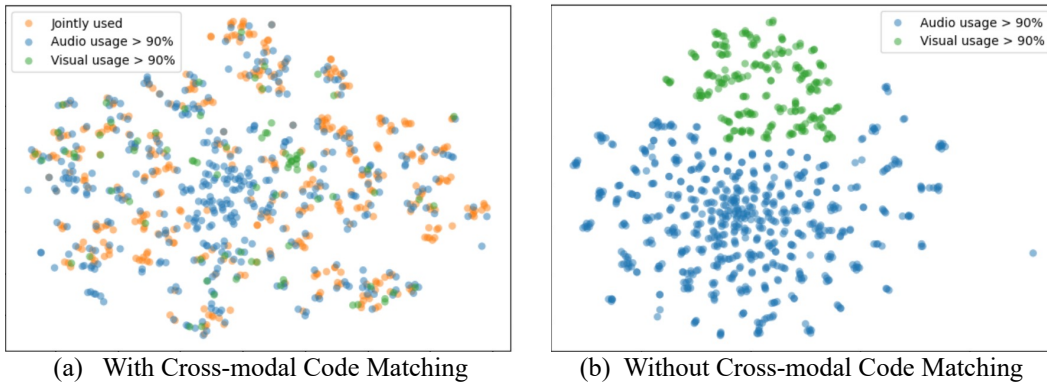 Jointly used
Audio usage > 90%
Visual usage > 90%
Audio usage > 90%
Visual usage > 90%
(a) With Cross-modal Code Matching
(b) Without Cross-modal Code Matching